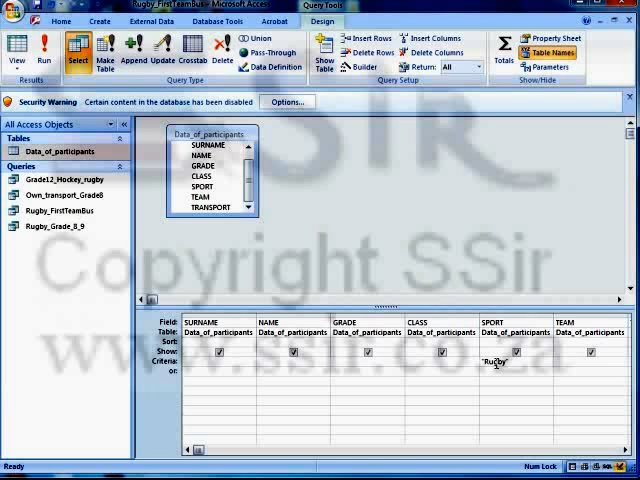 Rugby_FirstTeamBus - Microsoft Access
Query Tools
Home Create External Data Database Tools Acrobat Design
View
Run
Select
Make Table
Append
Update
Crosstab
Delete
Union
Pass-Through
Data Definition
Show Table
Insert Rows
Delete Rows
Builder
Insert Columns
Delete Columns
Return: All
Totals
Property Sheet
Table Names
Parameters
Results Query Type Query Setup Show/Hide
Security Warning Certain content in the database has been disabled Options...
All Access Objects
Tables
Data_of_participants
Queries
Grade12_Hockey_rugby
Own_transport_Grade8
Rugby_FirstTeamBus
Rugby_Grade_8_9
Data_of_participants
SURNAME
NAME
GRADE
CLASS
SPORT
TEAM
TRANSPORT
SSir
Copyright SSir
www.ssir.co.za
Field: SURNAME NAME GRADE CLASS SPORT TEAM
Table: Data_of_participants Data_of_participants Data_of_participants Data_of_participants Data_of_participants Data_of_participants
Sort:
Show:
Criteria: "Rugby"
or:
Ready Num Lock SQL